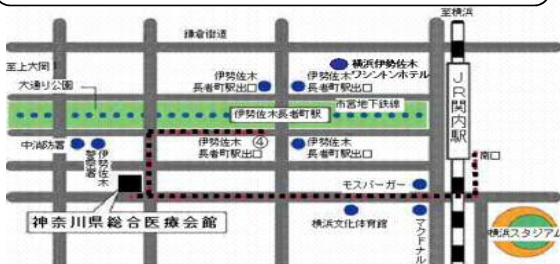 至横浜
鎌倉街道
横浜伊勢佐木
ワシントンホテル
至上大岡
大通り公園
伊勢佐木
長者町駅出口
伊勢佐木
長者町駅出口
市営地下鉄線
伊勢佐木長者町駅
JR関内駅
中消防署
伊勢佐木
警察署
伊勢佐木
長者町駅出口
④
伊勢佐木
長者町駅出口
南口
モスバーガー
神奈川県総合医療会館
横浜文化体育館
マクドナル
横浜スタジアム